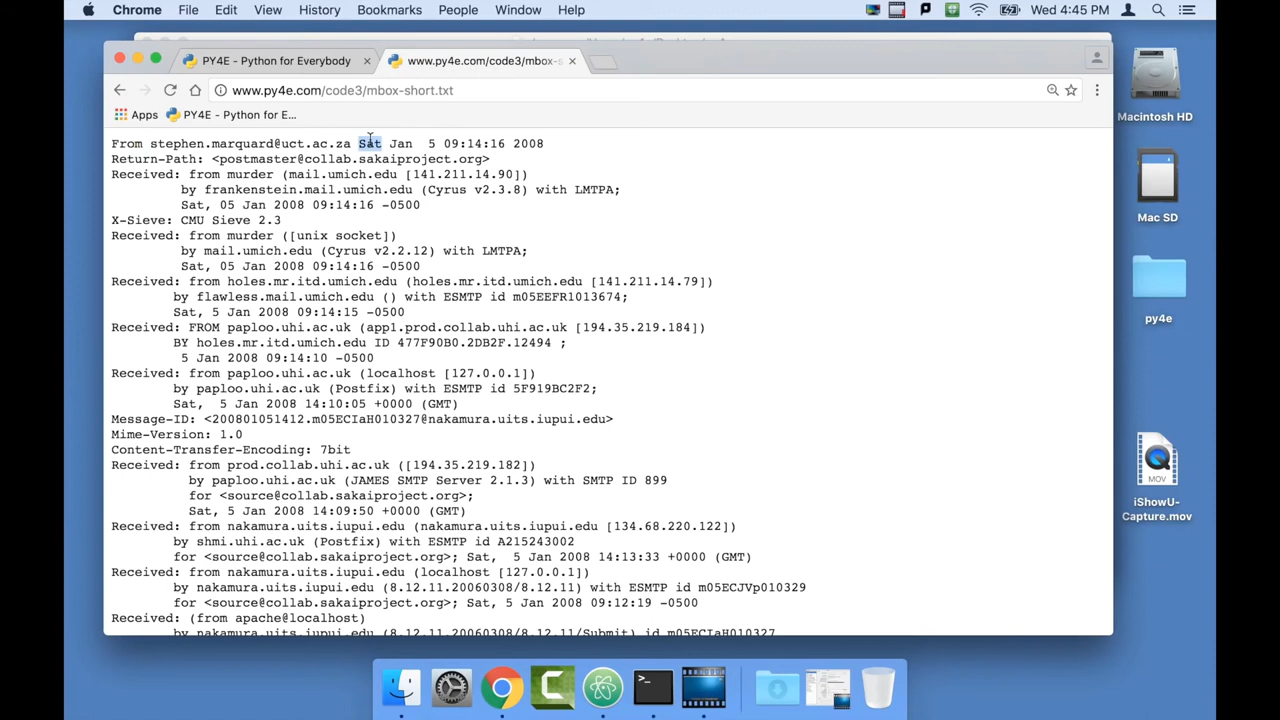 Chrome File Edit View History Bookmarks People Window Help Wed 4:45 PM
PY4E - Python for Everybody www.py4e.com/code3/mbox-s
www.py4e.com/code3/mbox-short.txt
Apps PY4E - Python for E...
From stephen.marquard@uct.ac.za Sat Jan  5 09:14:16 2008
Return-Path: <postmaster@collab.sakaiproject.org>
Received: from murder (mail.umich.edu [141.211.14.90])
by frankenstein.mail.umich.edu (Cyrus v2.3.8) with LMTPA;
Sat, 05 Jan 2008 09:14:16 -0500
X-Sieve: CMU Sieve 2.3
Received: from murder ([unix socket])
by mail.umich.edu (Cyrus v2.2.12) with LMTPA;
Sat, 05 Jan 2008 09:14:16 -0500
Received: from holes.mr.itd.umich.edu (holes.mr.itd.umich.edu [141.211.14.79])
by flawless.mail.umich.edu () with ESMTP id m05EEFR1013674;
Sat, 5 Jan 2008 09:14:15 -0500
Received: FROM paploo.uhi.ac.uk (app1.prod.collab.uhi.ac.uk [194.35.219.184])
BY holes.mr.itd.umich.edu ID 477F90B0.2DB2F.12494 ;
5 Jan 2008 09:14:10 -0500
Received: from paploo.uhi.ac.uk (localhost [127.0.0.1])
by paploo.uhi.ac.uk (Postfix) with ESMTP id 5F919BC2F2;
Sat,  5 Jan 2008 14:10:05 +0000 (GMT)
Message-ID: <200801051412.m05ECIaH010327@nakamura.uits.iupui.edu>
Mime-Version: 1.0
Content-Transfer-Encoding: 7bit
Received: from prod.collab.uhi.ac.uk ([194.35.219.182])
by paploo.uhi.ac.uk (JAMES SMTP Server 2.1.3) with SMTP ID 899
for <source@collab.sakaiproject.org>;
Sat, 5 Jan 2008 14:09:50 +0000 (GMT)
Received: from nakamura.uits.iupui.edu (nakamura.uits.iupui.edu [134.68.220.122])
by shmi.uhi.ac.uk (Postfix) with ESMTP id A215243002
for <source@collab.sakaiproject.org>; Sat,  5 Jan 2008 14:13:33 +0000 (GMT)
Received: from nakamura.uits.iupui.edu (localhost [127.0.0.1])
by nakamura.uits.iupui.edu (8.12.11.20060308/8.12.11) with ESMTP id m05ECJVp010329
for <source@collab.sakaiproject.org>; Sat, 5 Jan 2008 09:12:19 -0500
Received: (from apache@localhost)
by nakamura.uits.iupui.edu (8.12.11.20060308/8.12.11/Submit) id m05ECIaH010327
Macintosh HD
Mac SD
py4e
MOV
iShowU-
Capture.mov